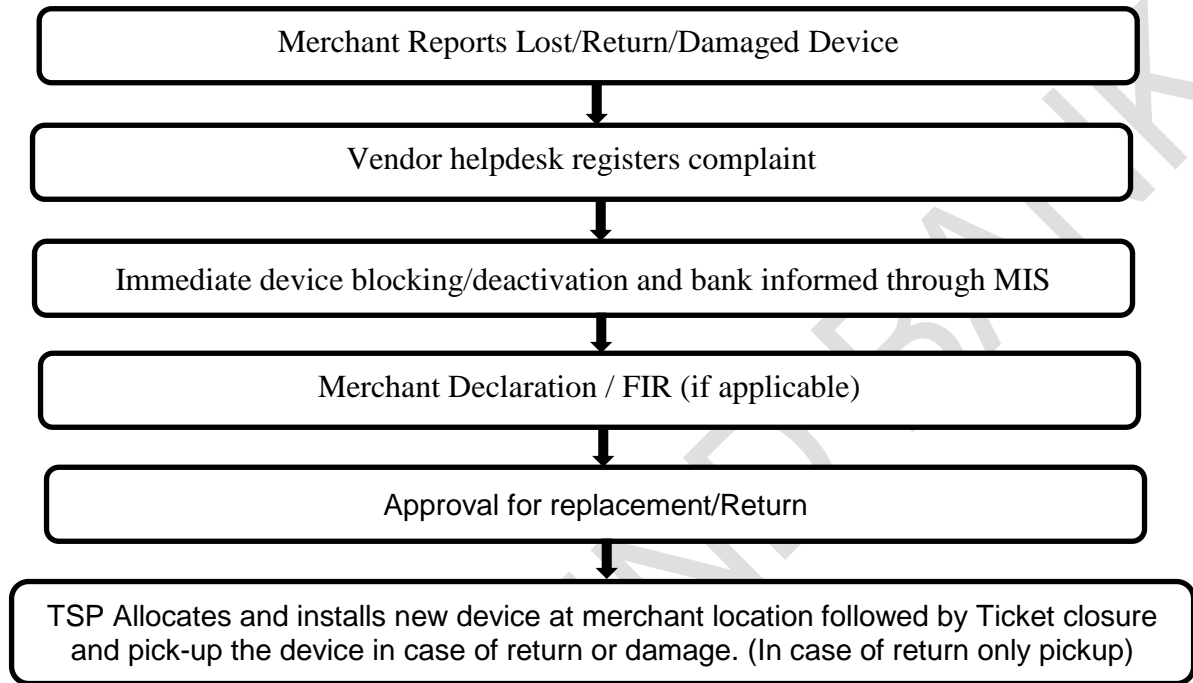 Merchant Reports Lost/Return/Damaged Device
Vendor helpdesk registers complaint
Immediate device blocking/deactivation and bank informed through MIS
Merchant Declaration / FIR (if applicable)
Approval for replacement/Return
TSP Allocates and installs new device at merchant location followed by Ticket closure
and pick-up the device in case of return or damage. (In case of return only pickup)
ND BANK